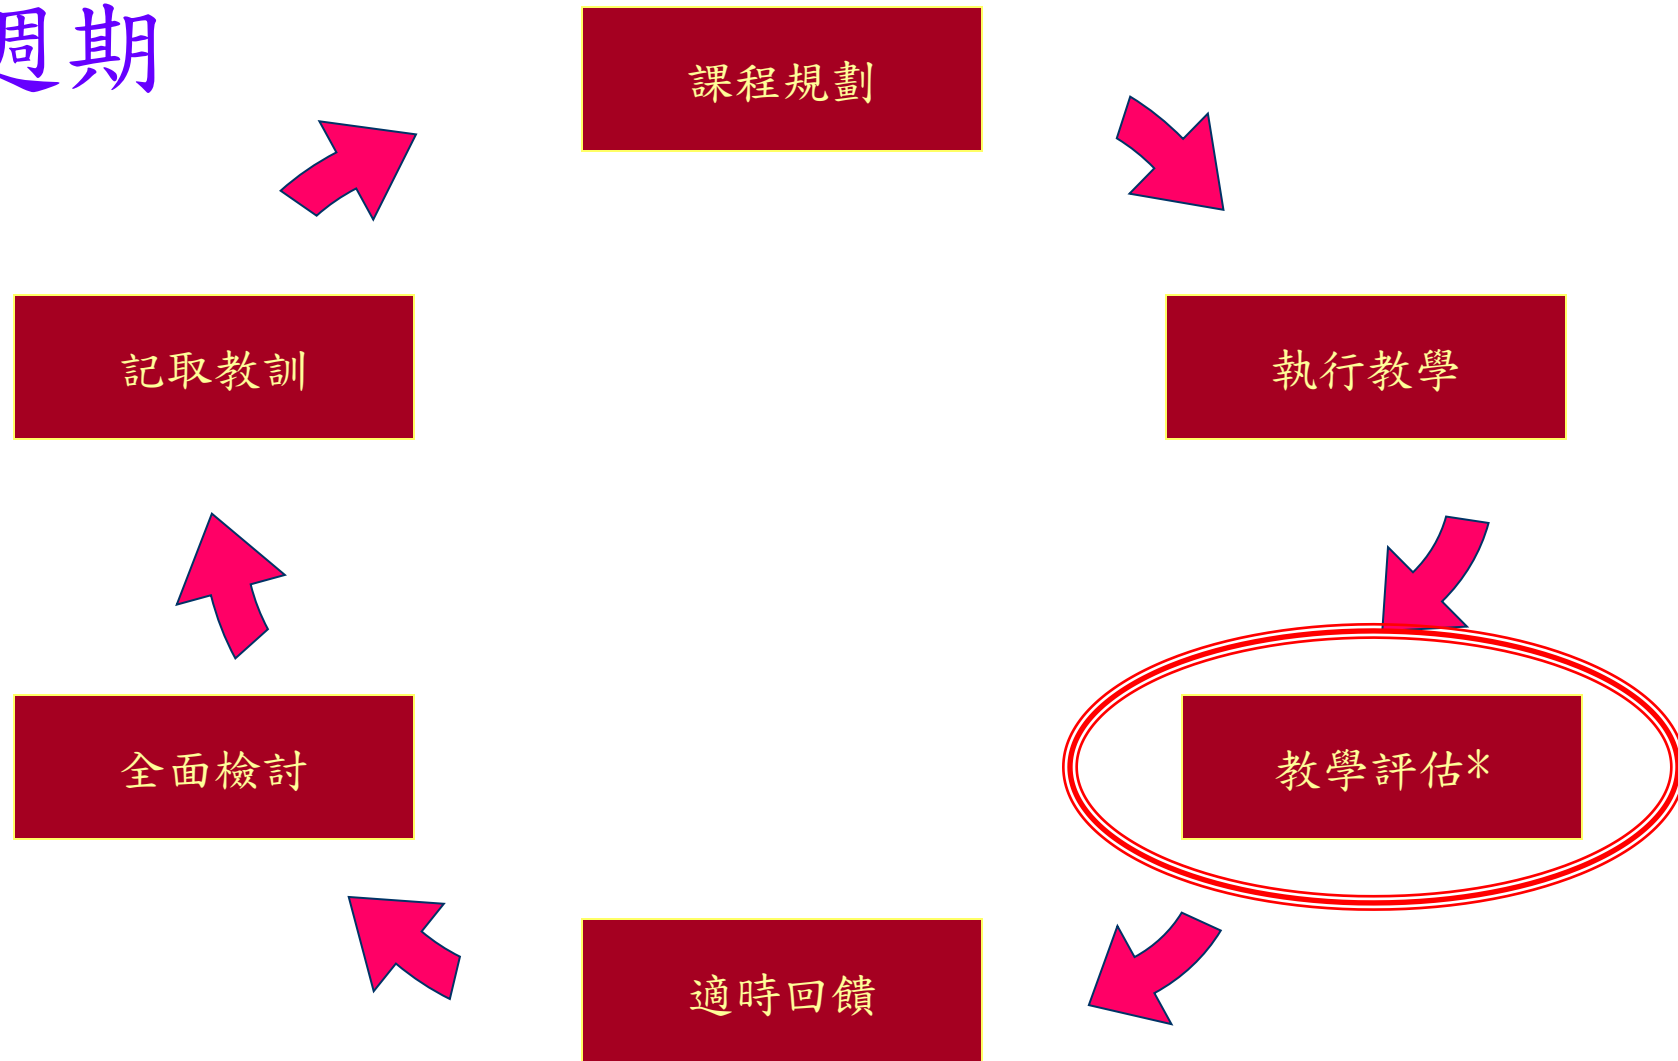 週期
課程規劃
記取教訓
執行教學
全面檢討
教學評估*
適時回饋